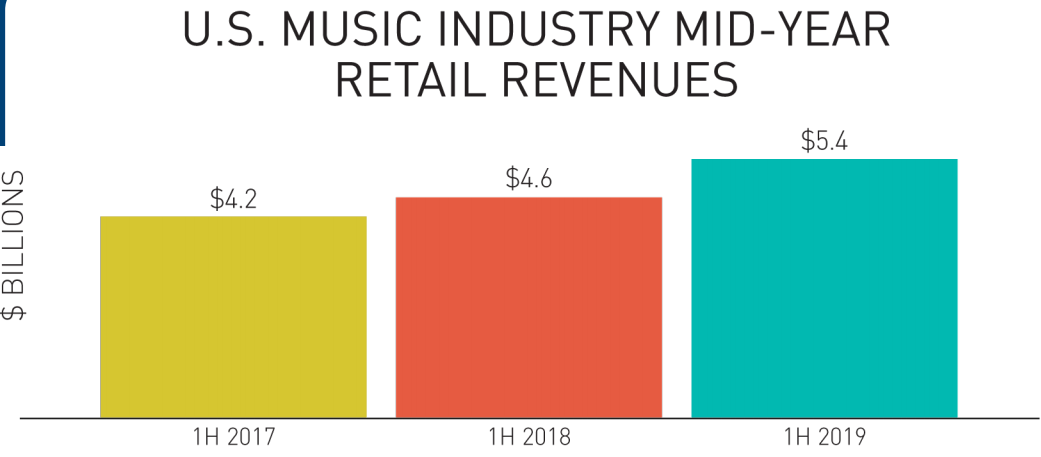 U.S. MUSIC INDUSTRY MID-YEAR
RETAIL REVENUES
$ BILLIONS
$4.2
$4.6
$5.4
1H 2017
1H 2018
1H 2019